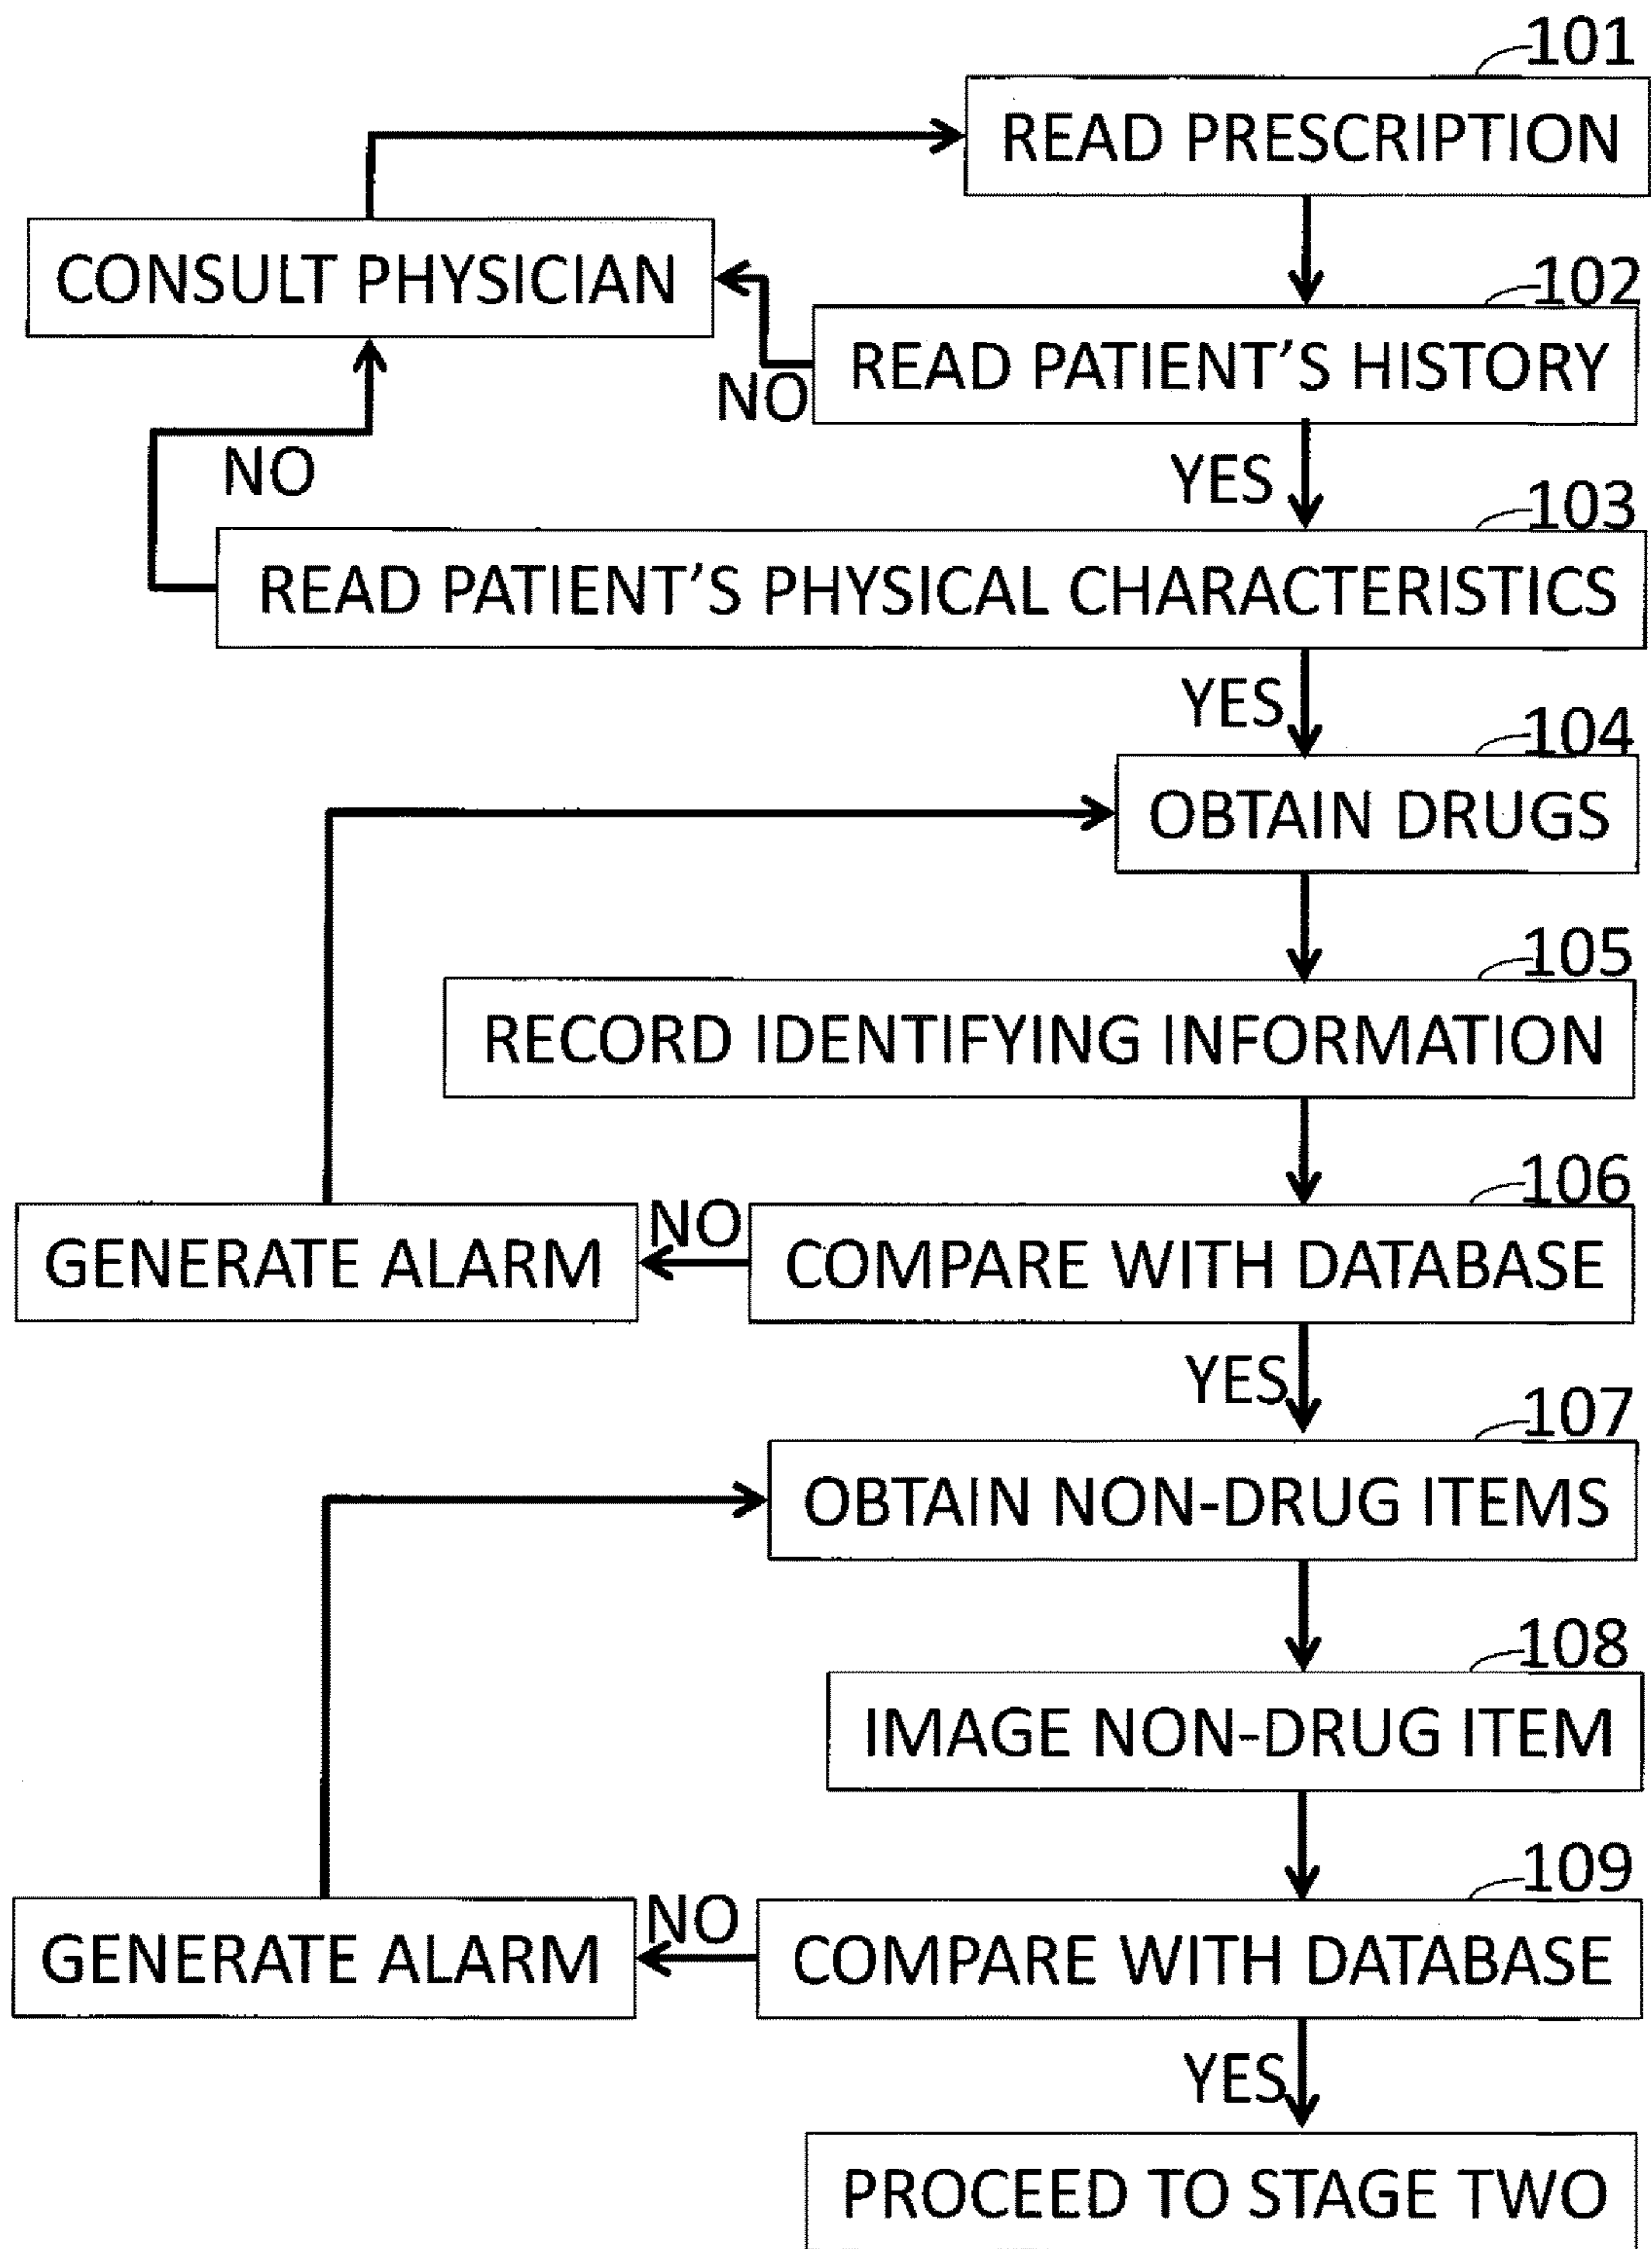 101
READ PRESCRIPTION
CONSULT PHYSICIAN
102
READ PATIENT'S HISTORY
NO
YES
NO
103
READ PATIENT'S PHYSICAL CHARACTERISTICS
YES
104
OBTAIN DRUGS
105
RECORD IDENTIFYING INFORMATION
106
GENERATE ALARM
NO
COMPARE WITH DATABASE
YES
107
OBTAIN NON-DRUG ITEMS
108
IMAGE NON-DRUG ITEM
109
GENERATE ALARM
NO
COMPARE WITH DATABASE
YES
PROCEED TO STAGE TWO